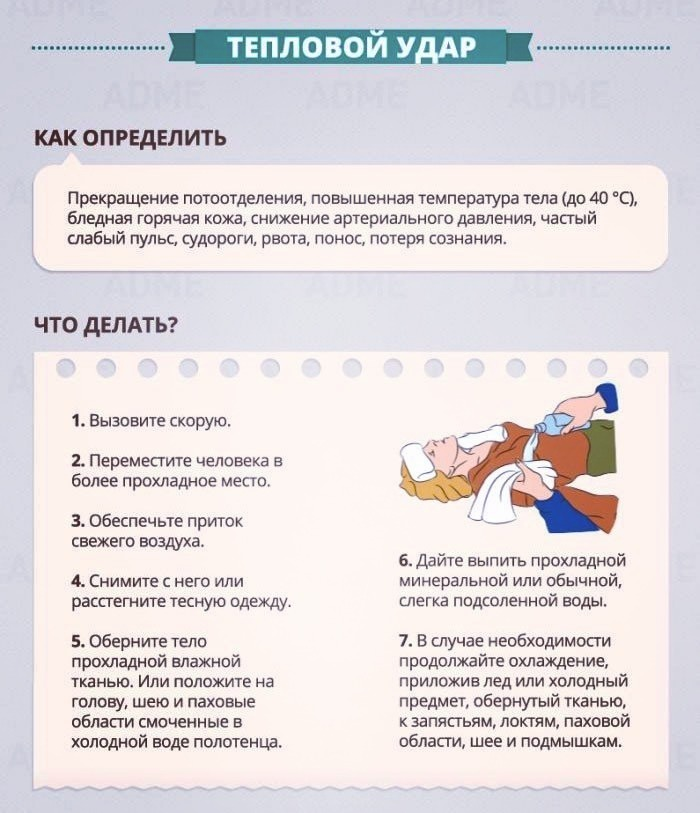 ТЕПЛОВОЙ УДАР
ADME ADME ADME
КАК ОПРЕДЕЛИТЬ
Прекращение потоотделения, повышенная температура тела (до 40 °С),
бледная горячая кожа, снижение артериального давления, частый
слабый пульс, судороги, рвота, понос, потеря сознания.
ЧТО ДЕЛАТЬ?
1. Вызовите скорую.
2. Переместите человека в
более прохладное место.
3. Обеспечьте приток
свежего воздуха.
4. Снимите с него или
расстегните тесную одежду.
5. Оберните тело
прохладной влажной
тканью. Или положите на
голову, шею и паховые
области смоченные в
холодной воде полотенца.
6. Дайте выпить прохладной
минеральной или обычной,
слегка подсоленной воды.
7. В случае необходимости
продолжайте охлаждение,
приложив лед или холодный
предмет, обернутый тканью,
к запястьям, локтям, паховой
области, шее и подмышкам.